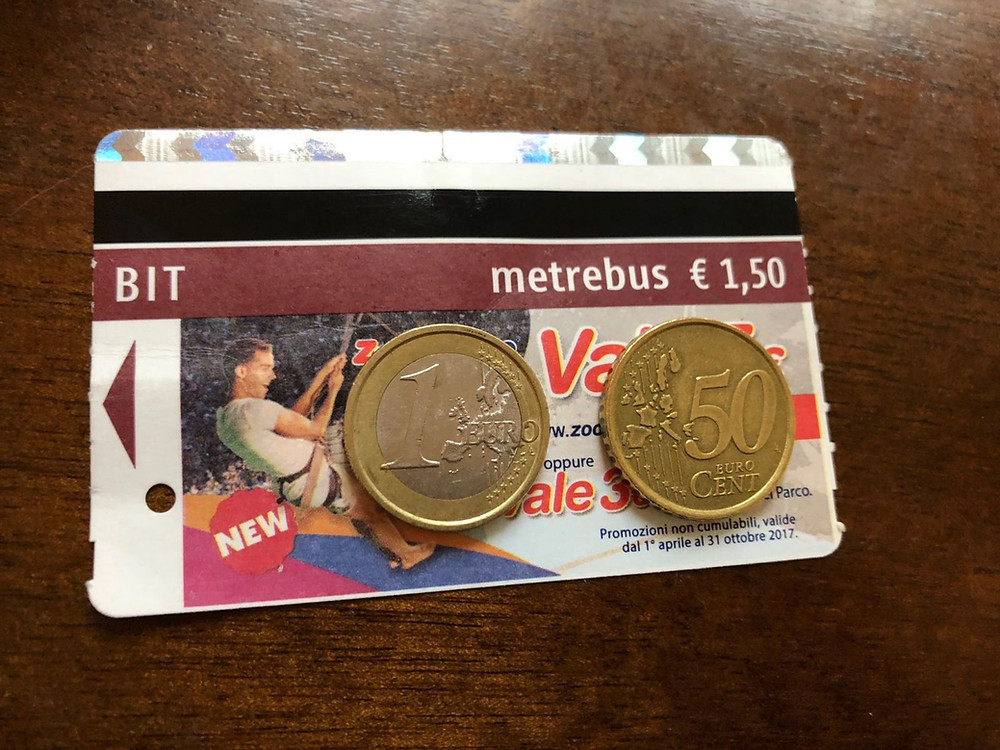 BIT
metrebus € 1,50
oppure
Parco.
NEW
Promozioni non cumulabili, valide
dal 1° aprile al 31 ottobre 2017.
1
EURO
50
EURO
CENT